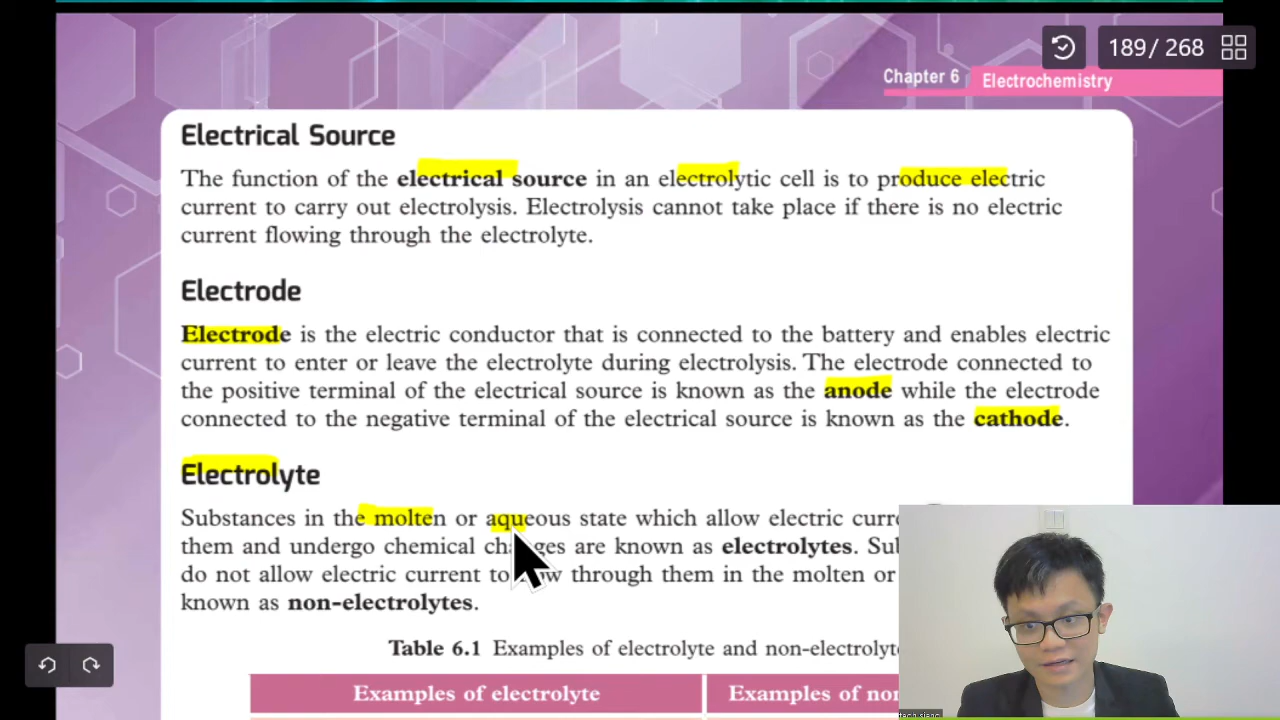 189/ 268
Chapter 6 Electrochemistry
Electrical Source
The function of the electrical source in an electrolytic cell is to produce electric
current to carry out electrolysis. Electrolysis cannot take place if there is no electric
current flowing through the electrolyte.
Electrode
Electrode is the electric conductor that is connected to the battery and enables electric
current to enter or leave the electrolyte during electrolysis. The electrode connected to
the positive terminal of the electrical source is known as the anode while the electrode
connected to the negative terminal of the electrical source is known as the cathode.
Electrolyte
Substances in the molten or aqueous state which allow electric
them and undergo chemical changes are known as electrolytes.
do not allow electric current to through them in the molten or
known as non-electrolytes.
Table 6.1 Examples of electrolyte and
Examples of electrolyte Examples of